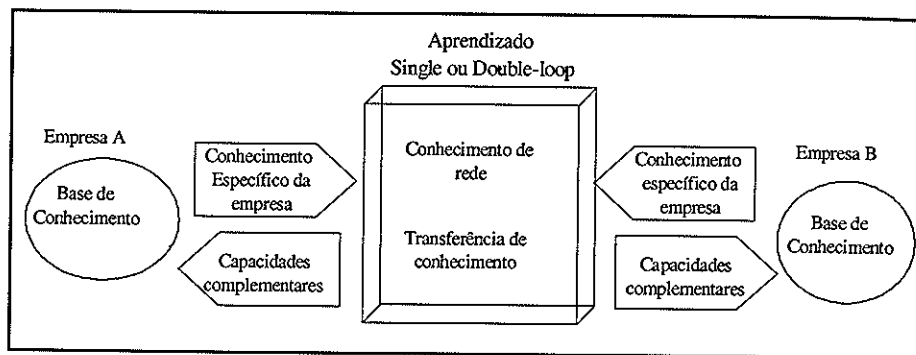 Aprendizado
Single ou Double-loop
Empresa A
Base de
Conhecimento
Conhecimento
Específico da
empresa
Capacidades
complementares
Conhecimento de
rede
Transferência de
conhecimento
Conhecimento
específico da
empresa
Capacidades
complementares
Empresa B
Base de
Conhecimento